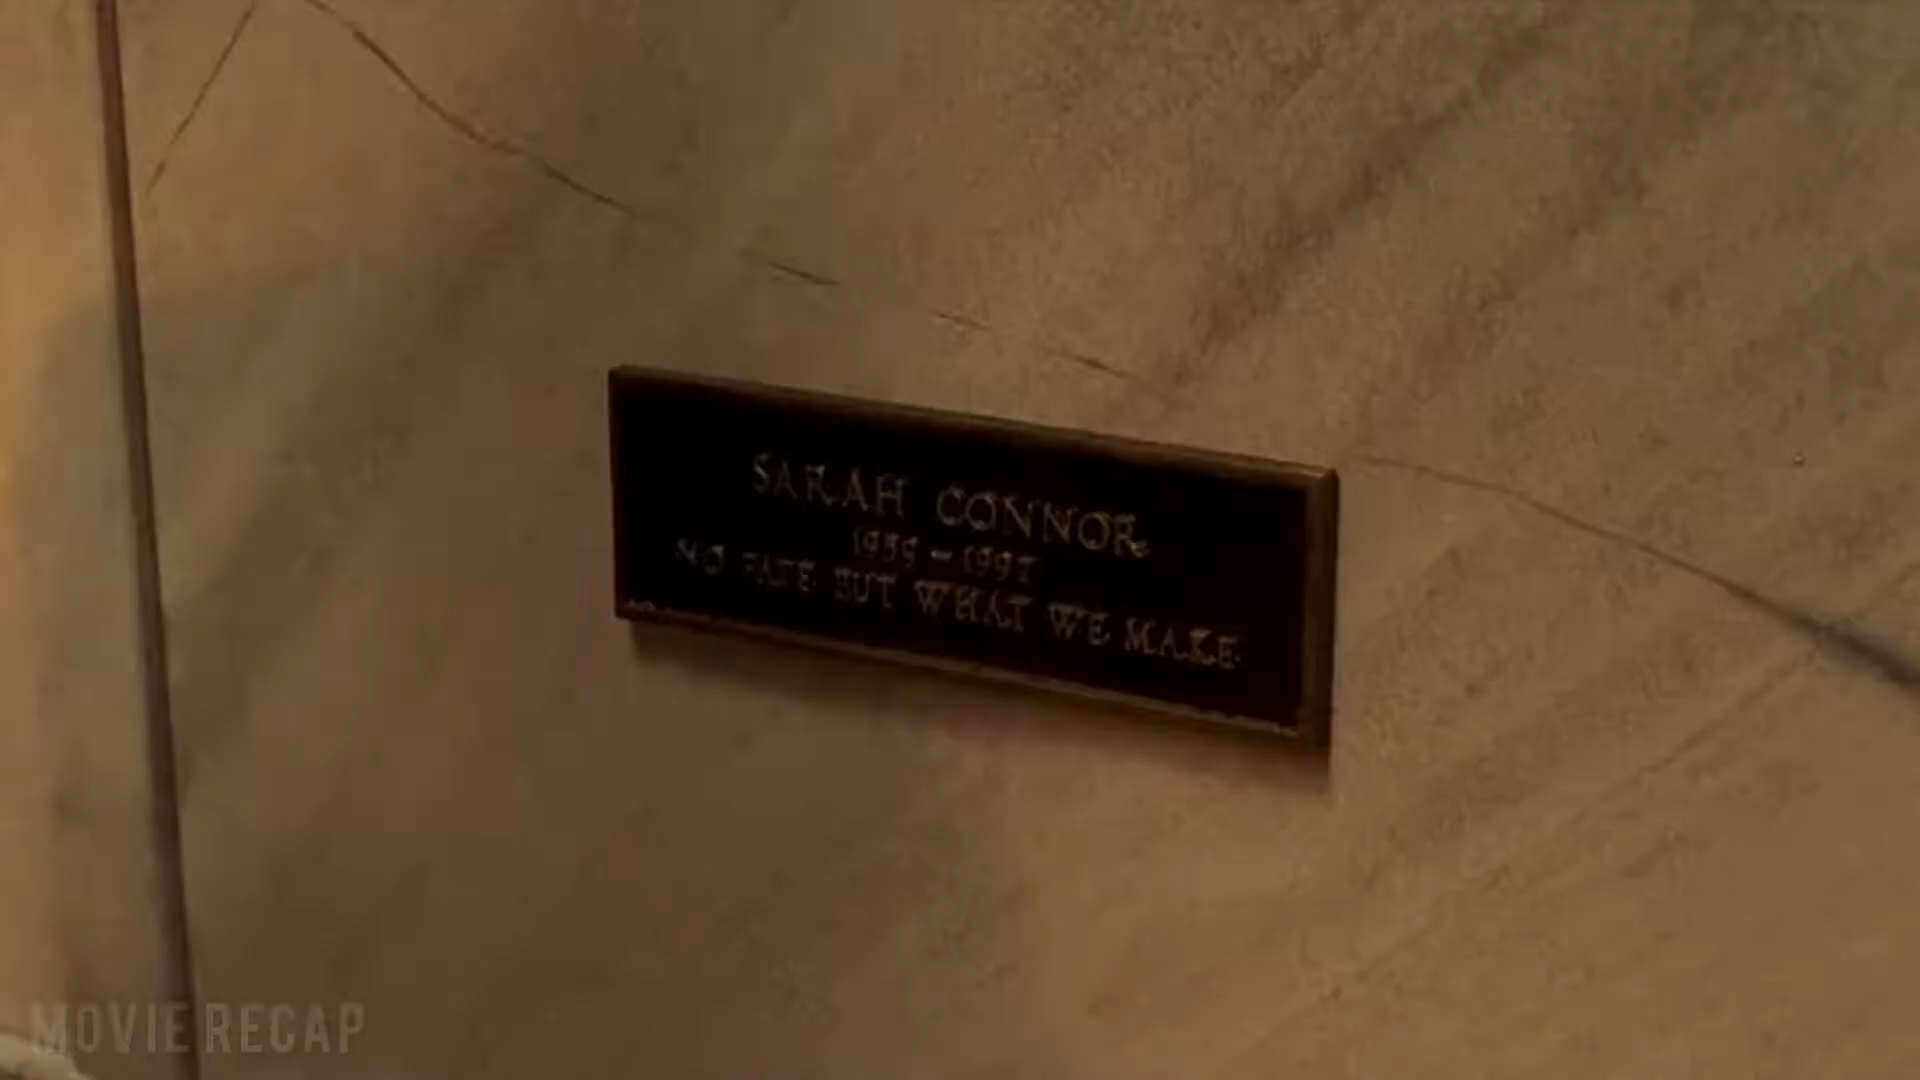 SARAH CONNOR
1959 – 1997
NO FATE BUT WHAT WE MAKE
MOVIE RECAP